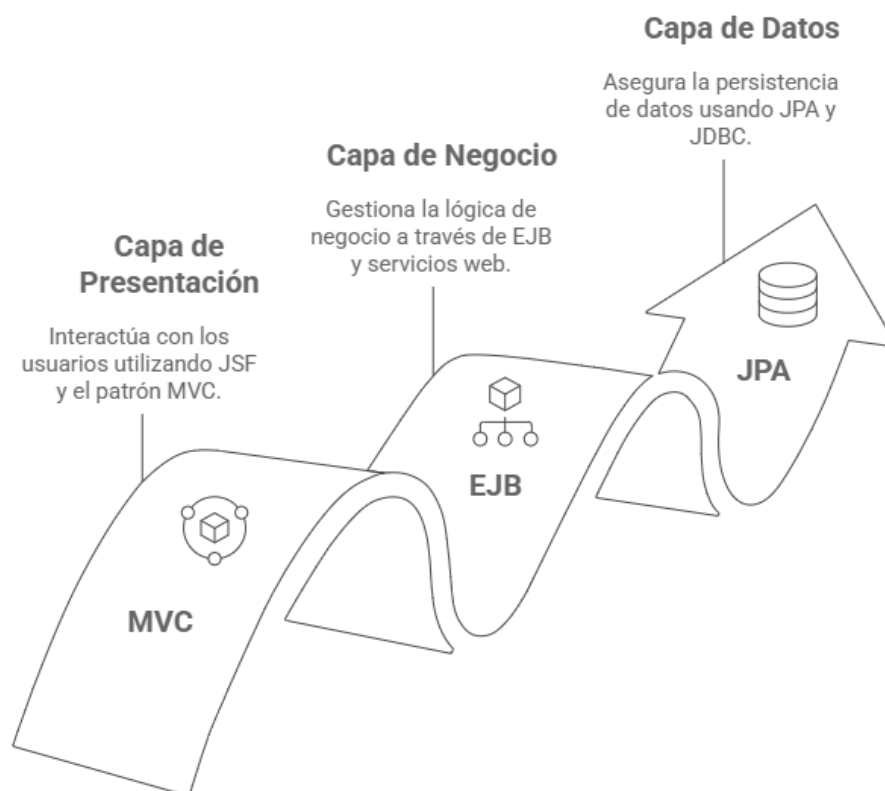 Capa de
Presentación
Interactúa con los
usuarios utilizando JSF
y el patrón MVC.
MVC
Capa de Negocio
Gestiona la lógica de
negocio a través de EJB
y servicios web.
EJB
Capa de Datos
Asegura la persistencia
de datos usando JPA y
JDBC.
JPA